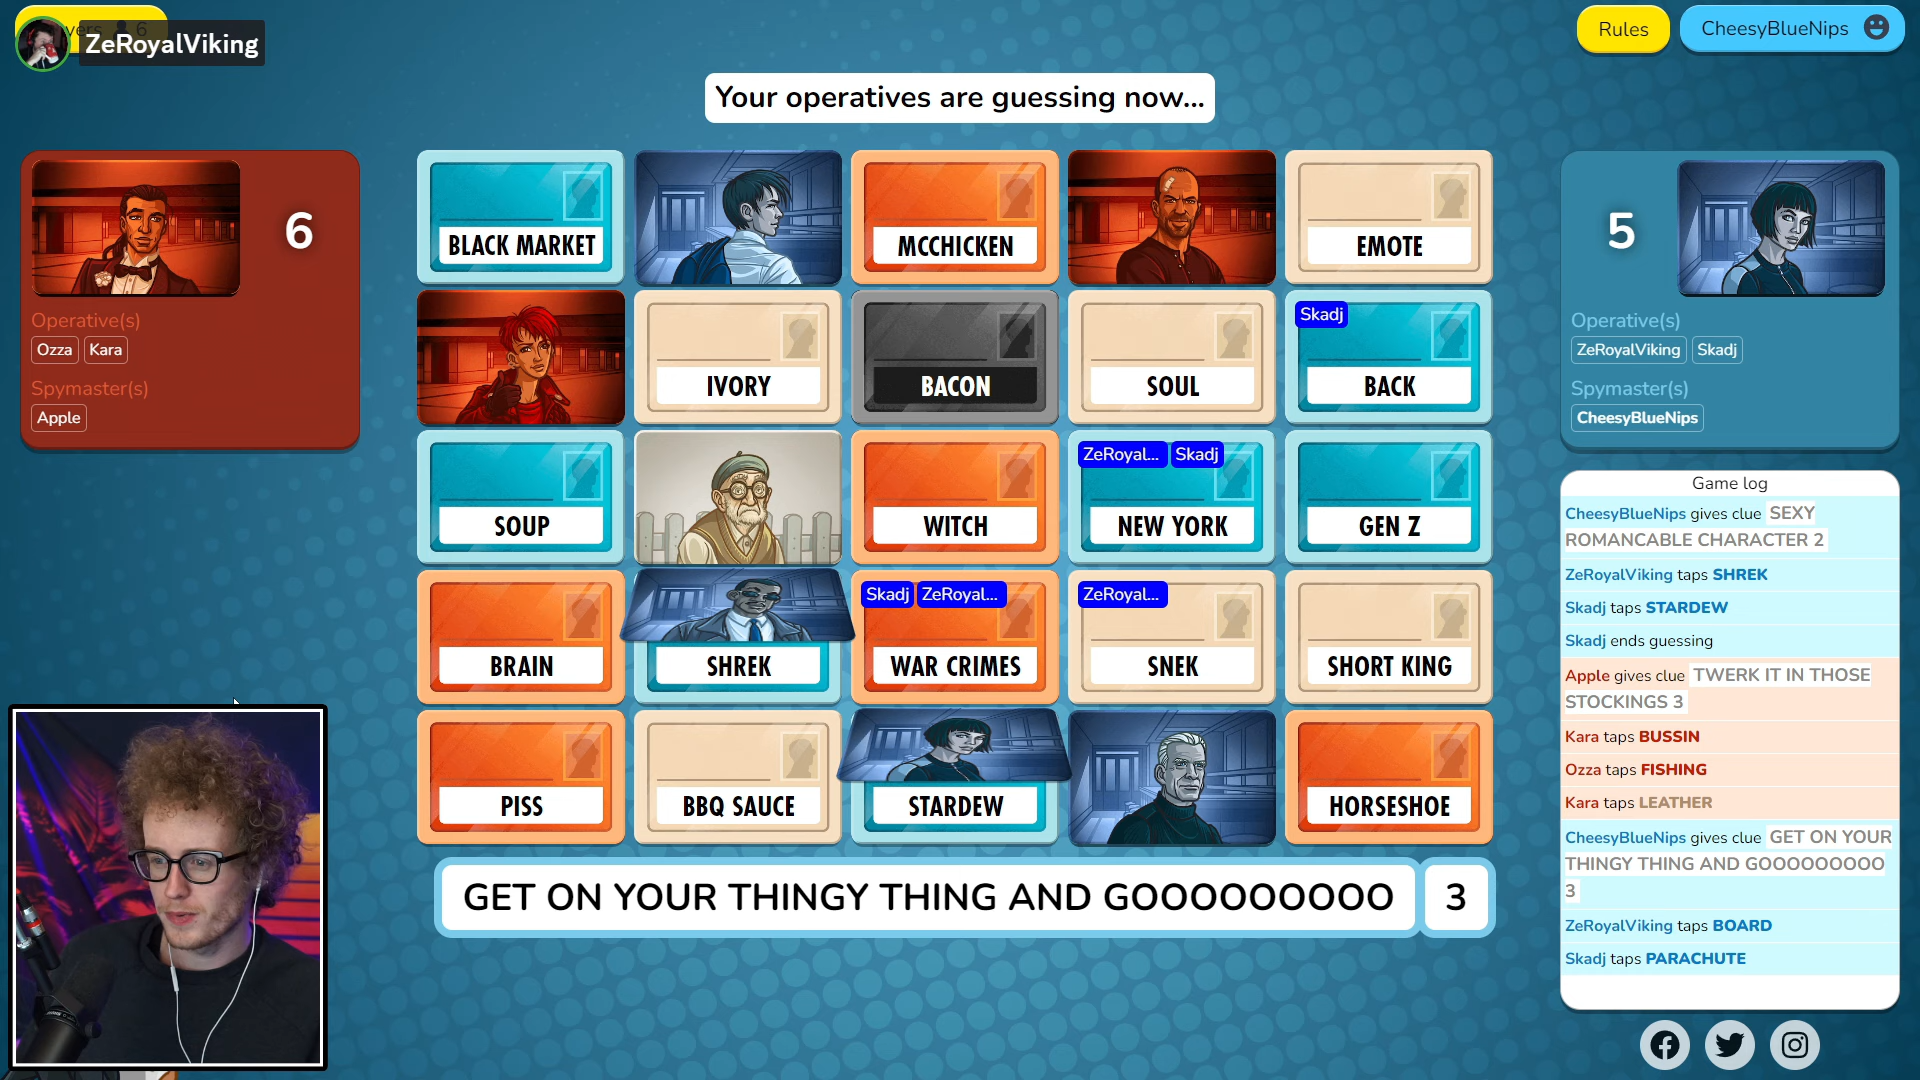 ZeRoyalViking
Rules
CheesyBlueNips
Your operatives are guessing now...
6
Operative(s)
Ozza Kara
Spymaster(s)
Apple
BLACK MARKET
MCCHICKEN
EMOTE
IVORY
BACON
SOUL
Skadj
BACK
SOUP
WITCH
ZeRoyal... Skadj
NEW YORK
GEN Z
BRAIN
SHREK
Skadj ZeRoyal...
WAR CRIMES
ZeRoyal...
SNEK
SHORT KING
PISS
BBQ SAUCE
STARDEW
HORSESHOE
GET ON YOUR THINGY THING AND GOOOOOOOOO 3
5
Operative(s)
ZeRoyalViking Skadj
Spymaster(s)
CheesyBlueNips
Game log
CheesyBlueNips gives clue SEXY
ROMANCABLE CHARACTER 2
ZeRoyalViking taps SHREK
Skadj taps STARDEW
Skadj ends guessing
Apple gives clue TWERK IT IN THOSE
STOCKINGS 3
Kara taps BUSSIN
Ozza taps FISHING
Kara taps LEATHER
CheesyBlueNips gives clue GET ON YOUR
THINGY THING AND GOOOOOOOOO
3
ZeRoyalViking taps BOARD
Skadj taps PARACHUTE